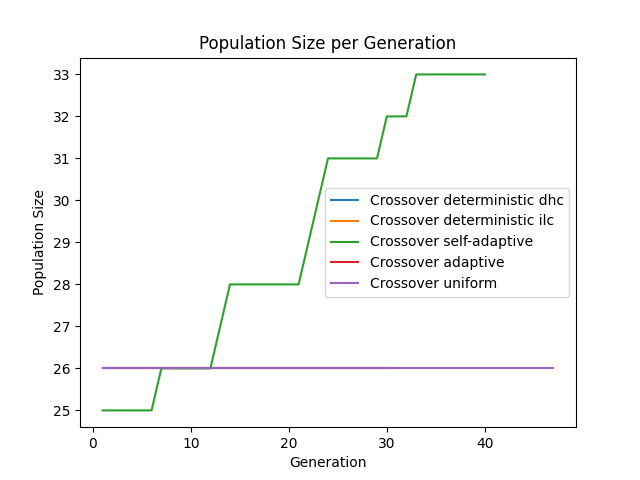 Population Size per Generation
Population Size
33
32
31
30
29
28
27
26
25
Crossover deterministic dhc
Crossover deterministic ilc
Crossover self-adaptive
Crossover adaptive
Crossover uniform
0
10
20
30
40
Generation